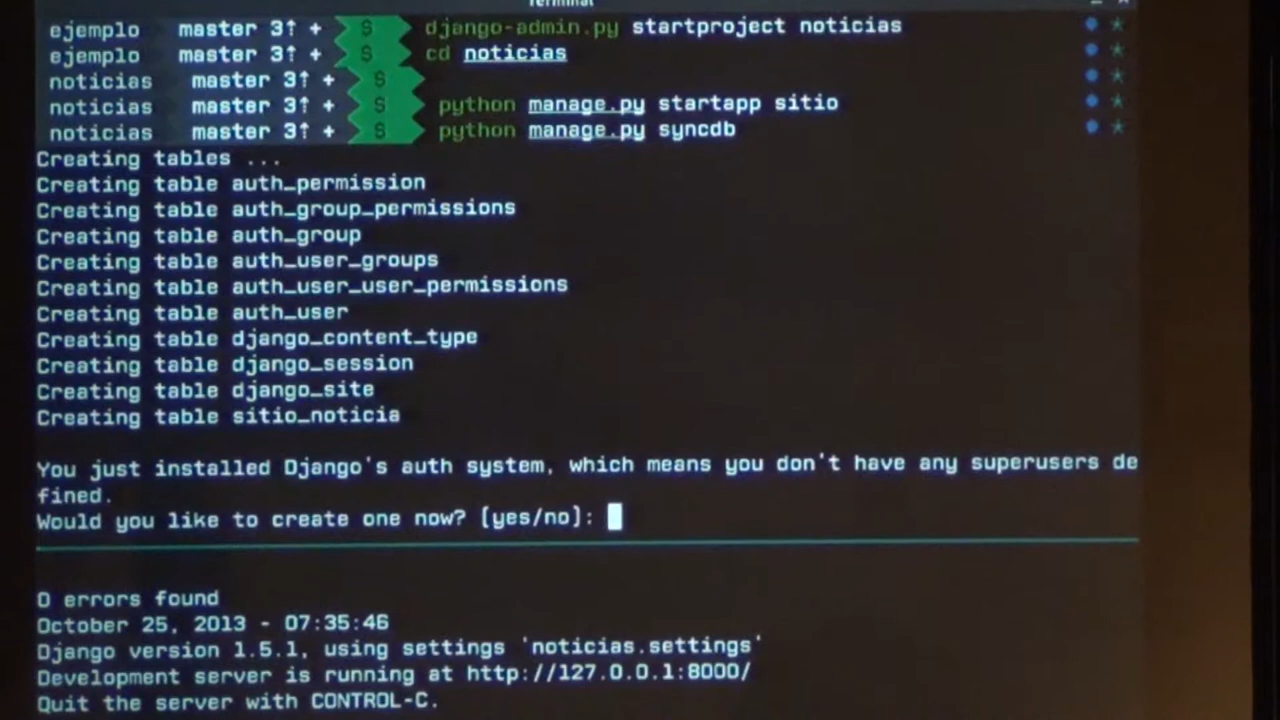 Terminal
ejemplo master 3↑ + $ django-admin.py startproject noticias
ejemplo master 3↑ + $ cd noticias
noticias master 3↑ + $
noticias master 3↑ + $ python manage.py startapp sitio
noticias master 3↑ + $ python manage.py syncdb
Creating tables ...
Creating table auth_permission
Creating table auth_group_permissions
Creating table auth_group
Creating table auth_user_groups
Creating table auth_user_user_permissions
Creating table auth_user
Creating table django_content_type
Creating table django_session
Creating table django_site
Creating table sitio_noticia
You just installed Django's auth system, which means you don't have any superusers de
fined.
Would you like to create one now? (yes/no):
0 errors found
October 25, 2013 - 07:35:46
Django version 1.5.1, using settings 'noticias.settings'
Development server is running at http://127.0.0.1:8000/
Quit the server with CONTROL-C.